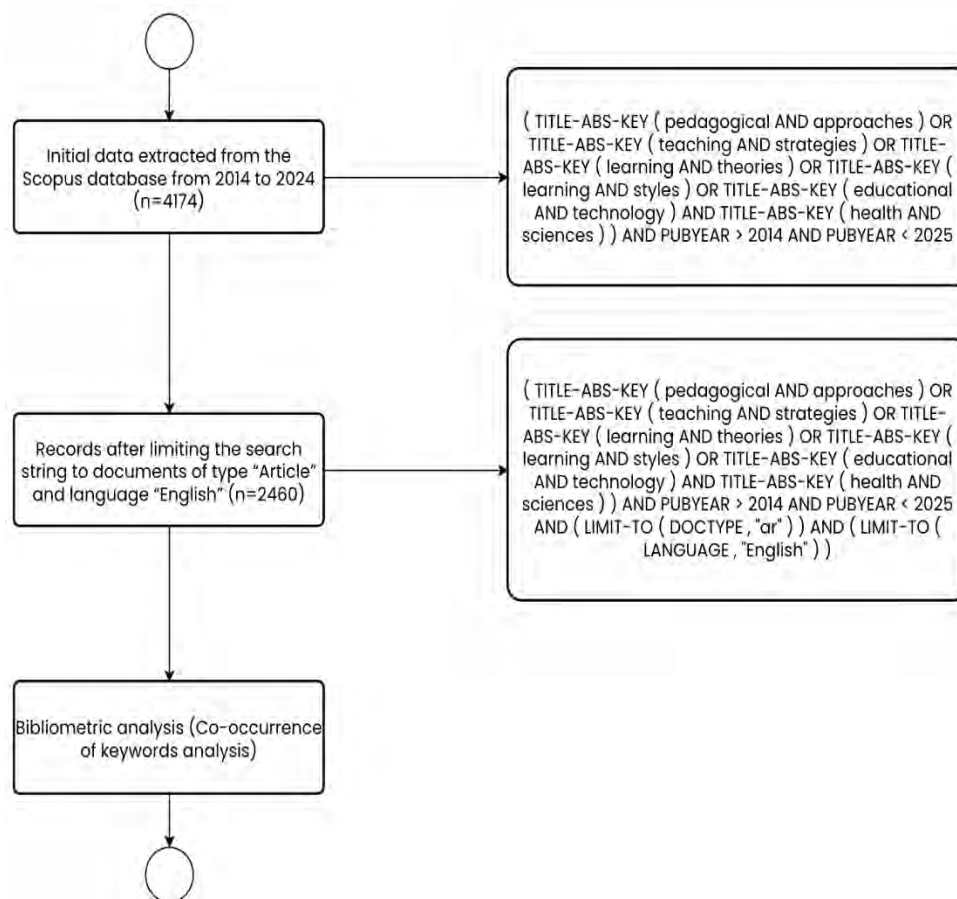 Initial data extracted from the
Scopus database from 2014 to 2024
(n=4174)
( TITLE-ABS-KEY ( pedagogical AND approaches ) OR
TITLE-ABS-KEY ( teaching AND strategies ) OR TITLE-
ABS-KEY ( learning AND theories ) OR TITLE-ABS-KEY (
learning AND styles ) OR TITLE-ABS-KEY ( educational
AND technology ) AND TITLE-ABS-KEY ( health AND
sciences ) ) AND PUBYEAR > 2014 AND PUBYEAR < 2025
Records after limiting the search
string to documents of type “Article”
and language “English” (n=2460)
( TITLE-ABS-KEY ( pedagogical AND approaches ) OR
TITLE-ABS-KEY ( teaching AND strategies ) OR TITLE-
ABS-KEY ( learning AND theories ) OR TITLE-ABS-KEY (
learning AND styles ) OR TITLE-ABS-KEY ( educational
AND technology ) AND TITLE-ABS-KEY ( health AND
sciences ) ) AND PUBYEAR > 2014 AND PUBYEAR < 2025
AND ( LIMIT-TO ( DOCTYPE , "ar" ) ) AND ( LIMIT-TO (
LANGUAGE , "English" ) )
Bibliometric analysis (Co-occurrence
of keywords analysis)